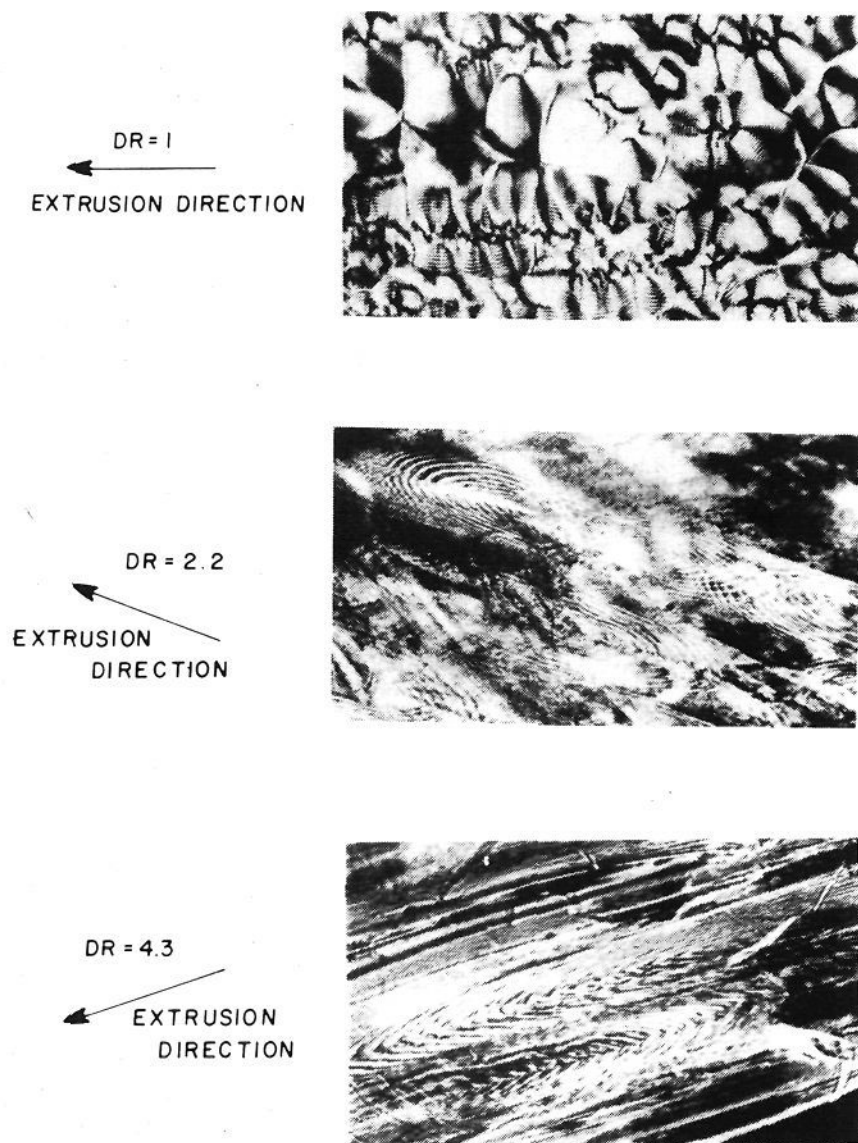 DR = 1
EXTRUSION DIRECTION
DR = 2.2
EXTRUSION
DIRECTION
DR = 4.3
EXTRUSION
DIRECTION